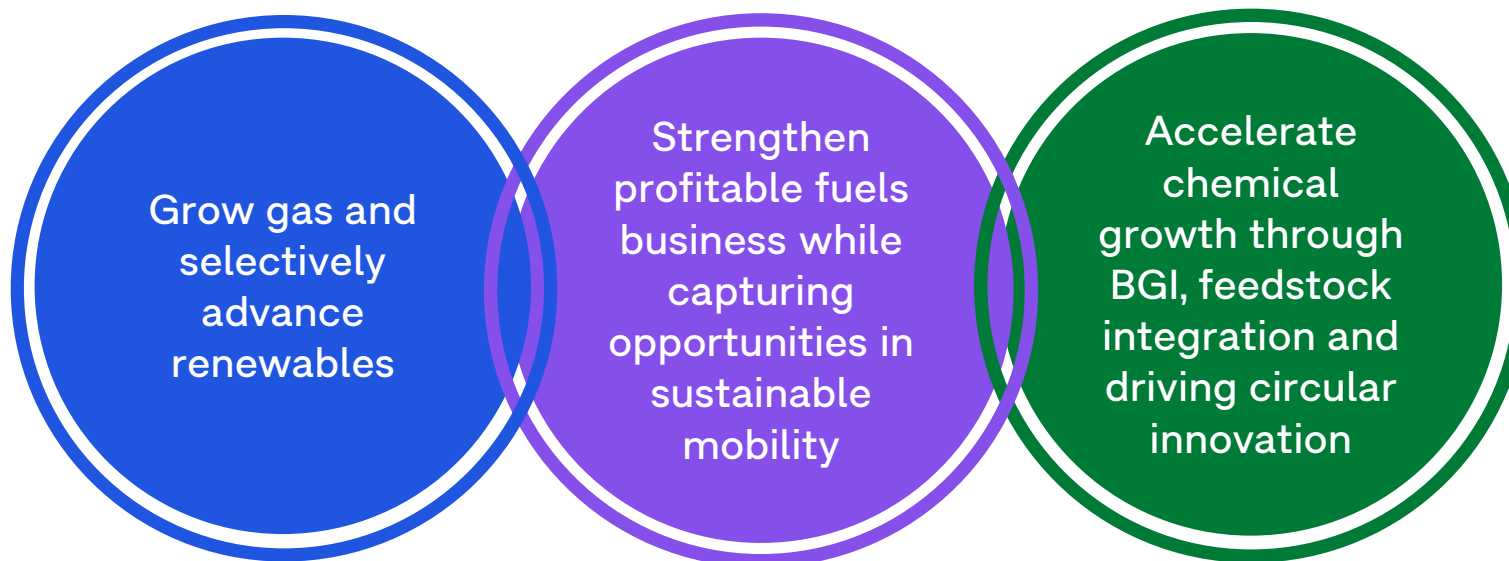 Grow gas and
selectively
advance
renewables
Strengthen
profitable fuels
business while
capturing
opportunities in
sustainable
mobility
Accelerate
chemical
growth through
BGI, feedstock
integration and
driving circular
innovation